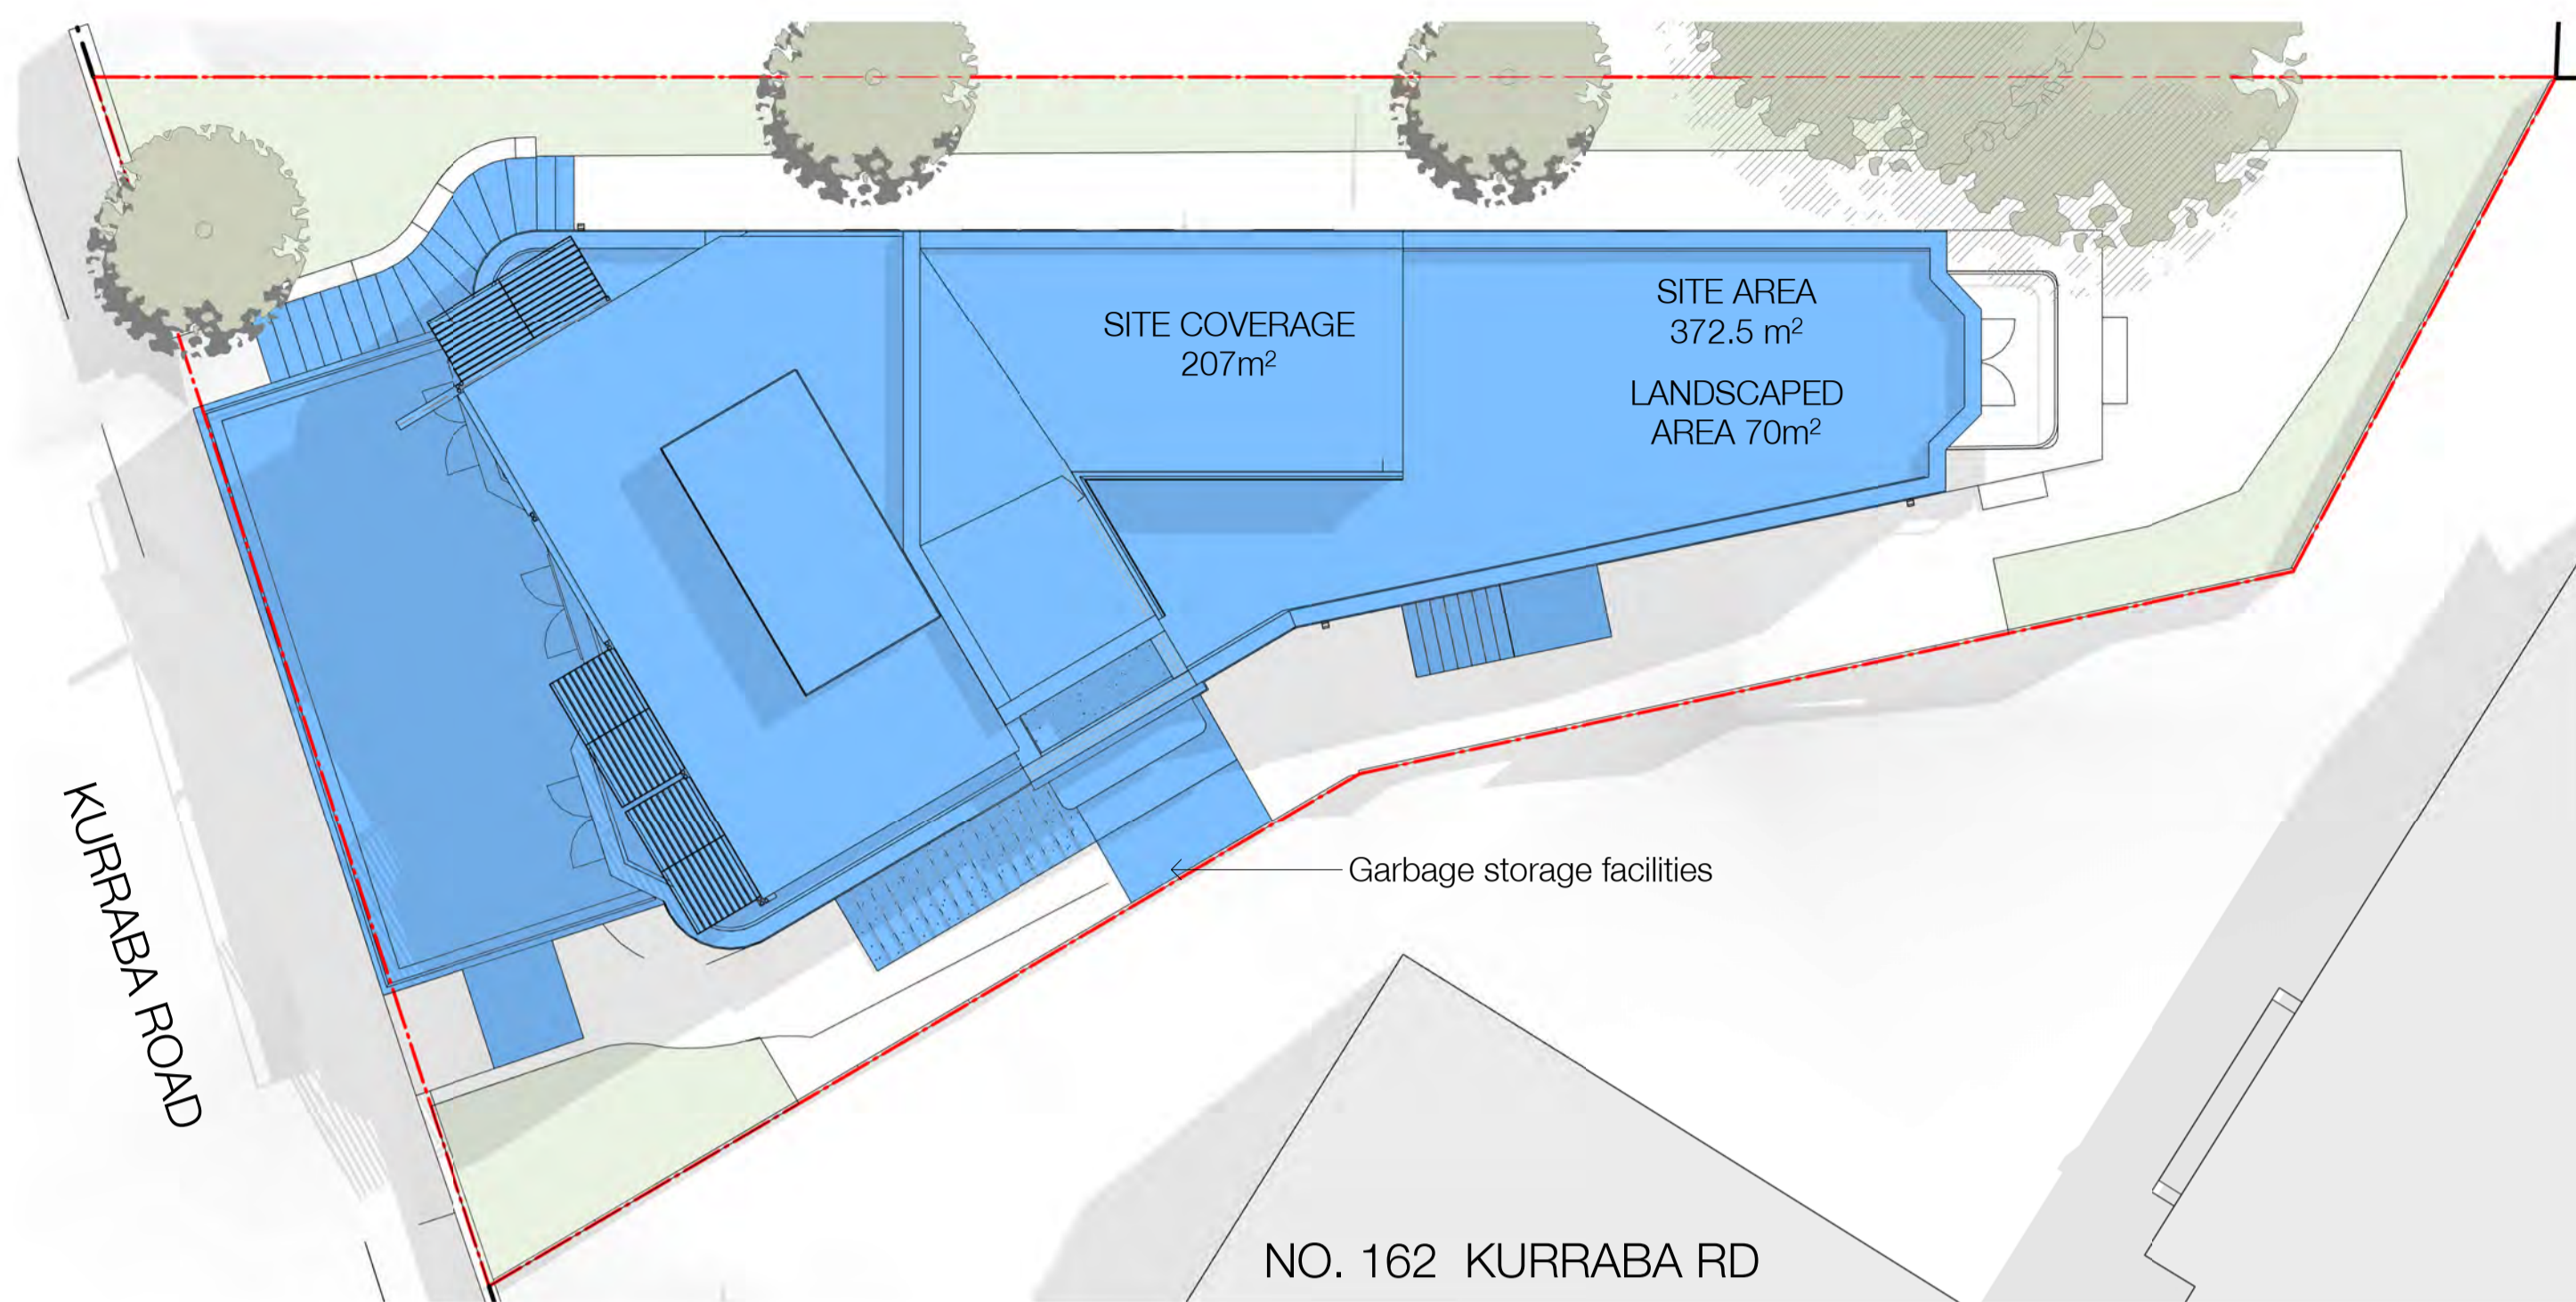 SITE COVERAGE
207m²
SITE AREA
372.5 m²
LANDSCAPED
AREA 70m²
KURRABA ROAD
Garbage storage facilities
NO. 162 KURRABA RD